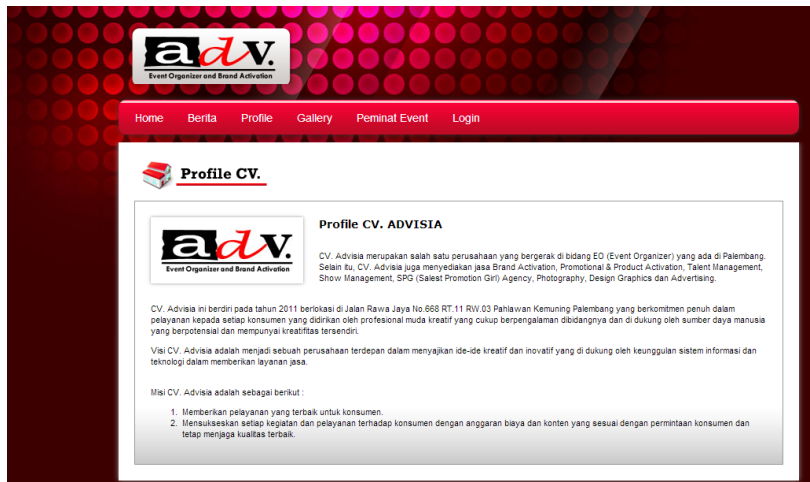 adv.
Event Organizer and Brand Activation
Home Berita Profile Gallery Peminat Event Login
Profile CV.
adv.
Event Organizer and Brand Activation
Profile CV. ADVISIA
CV. Advisia merupakan salah satu perusahaan yang bergerak di bidang EO (Event Organizer) yang ada di Palembang.
Selain itu, CV. Advisia juga menyediakan jasa Brand Activation, Promotional & Product Activation, Talent Management,
Show Management, SPG (Salest Promotion Girl) Agency, Photography, Design Graphics dan Advertising.
CV. Advisia ini berdiri pada tahun 2011 berlokasi di Jalan Rawa Jaya No.668 RT.11 RW.03 Pahlawan Kemuning Palembang yang berkomitmen penuh dalam
pelayanan kepada setiap konsumen yang didirikan oleh profesional muda kreatif yang cukup berpengalaman dibidangnya dan di dukung oleh sumber daya manusia
yang berpotensial dan mempunyai kreatifitas tersendiri.
Visi CV. Advisia adalah menjadi sebuah perusahaan terdepan dalam menyajikan ide-ide kreatif dan inovatif yang di dukung oleh keunggulan sistem informasi dan
teknologi dalam memberikan layanan jasa.
Misi CV. Advisia adalah sebagai berikut :
1. Memberikan pelayanan yang terbaik untuk konsumen.
2. Mensukseskan setiap kegiatan dan pelayanan terhadap konsumen dengan anggaran biaya dan konten yang sesuai dengan permintaan konsumen dan
tetap menjaga kualitas terbaik.